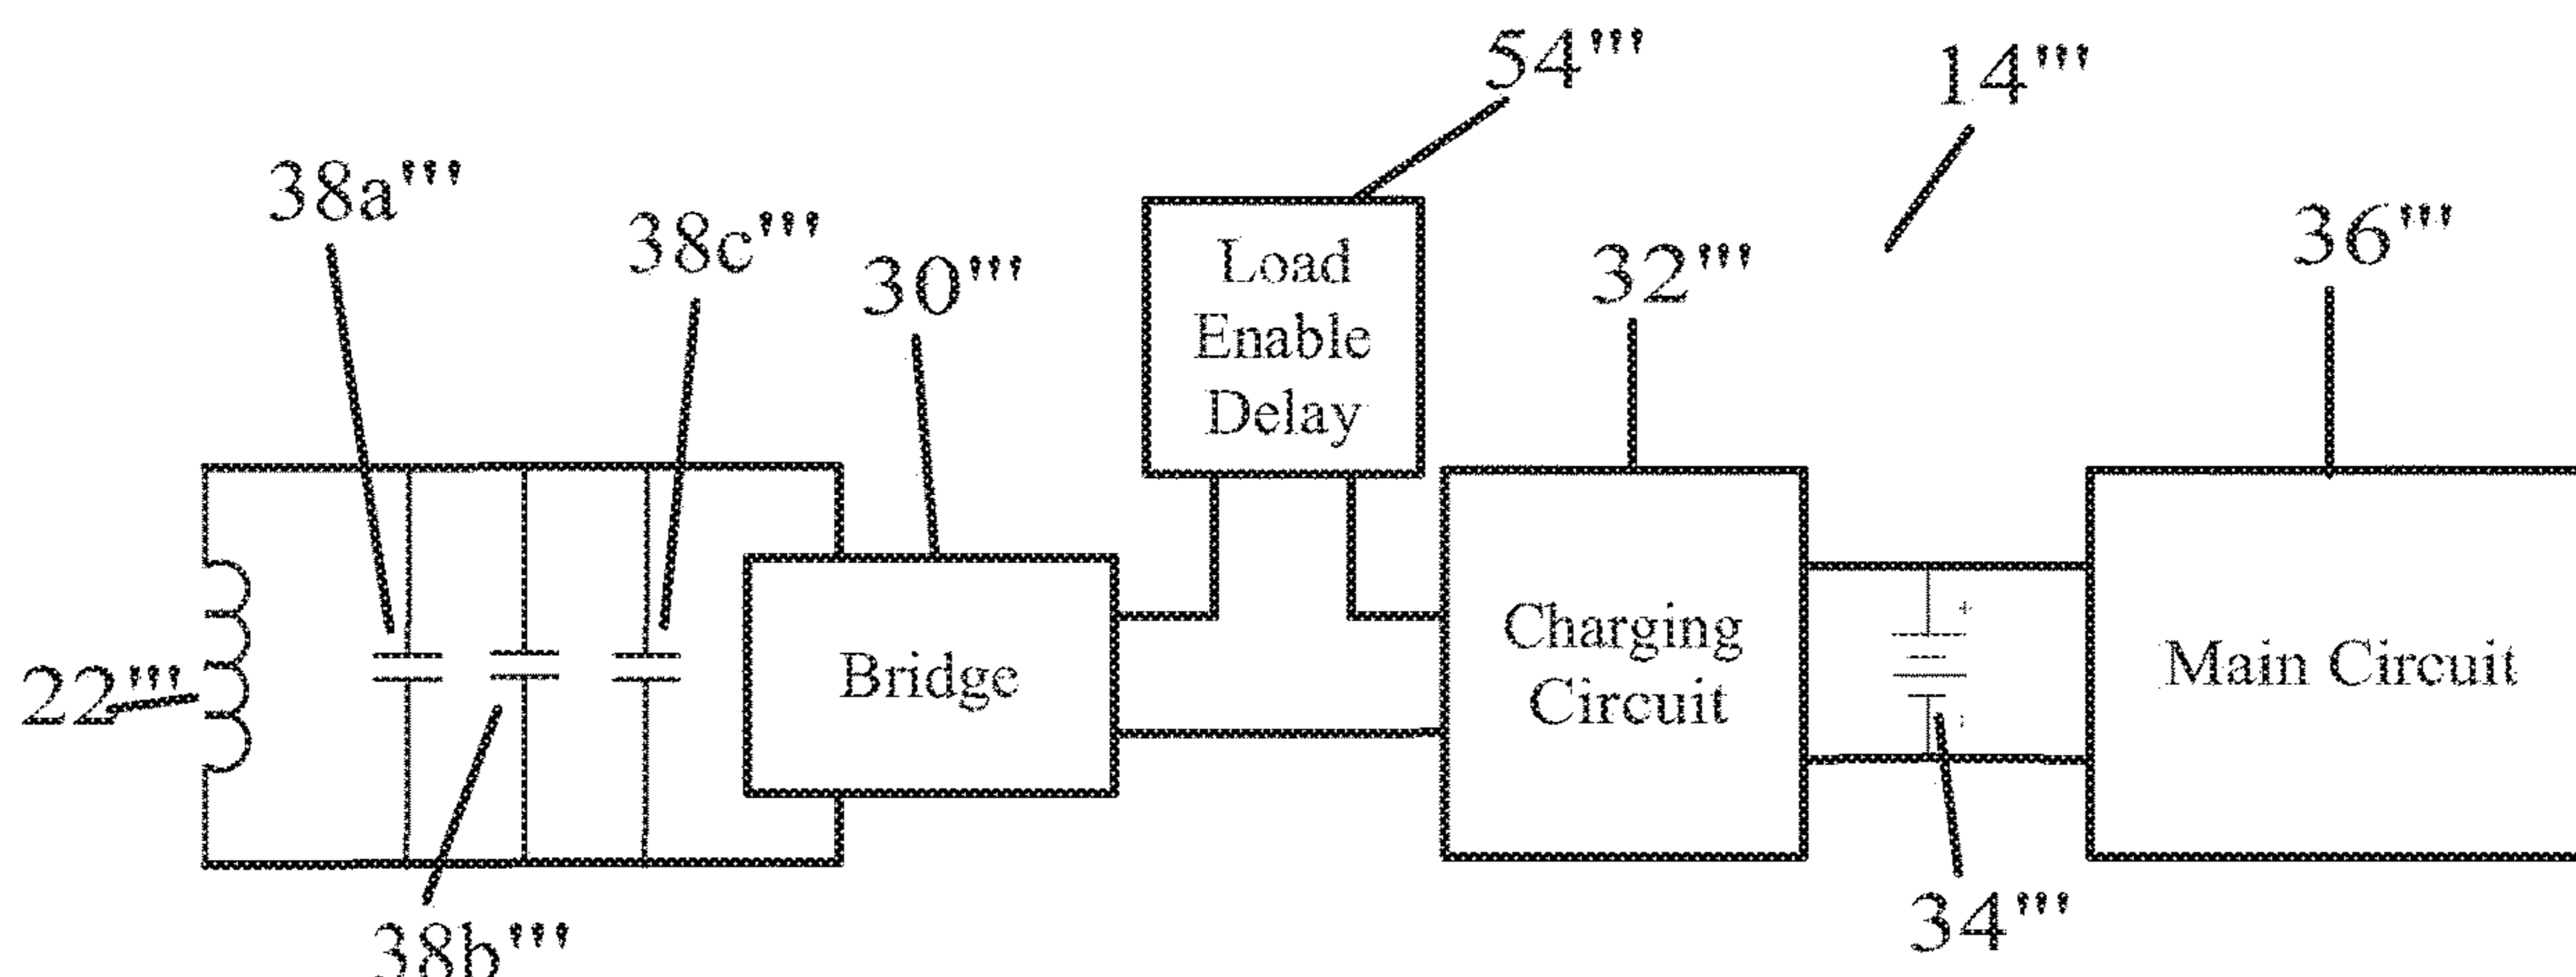 54'''
14'''
38a'''
38c'''
30'''
32'''
36'''
Load
Enable
Delay
22'''
Bridge
Charging
Circuit
+
Main Circuit
38b'''
34'''